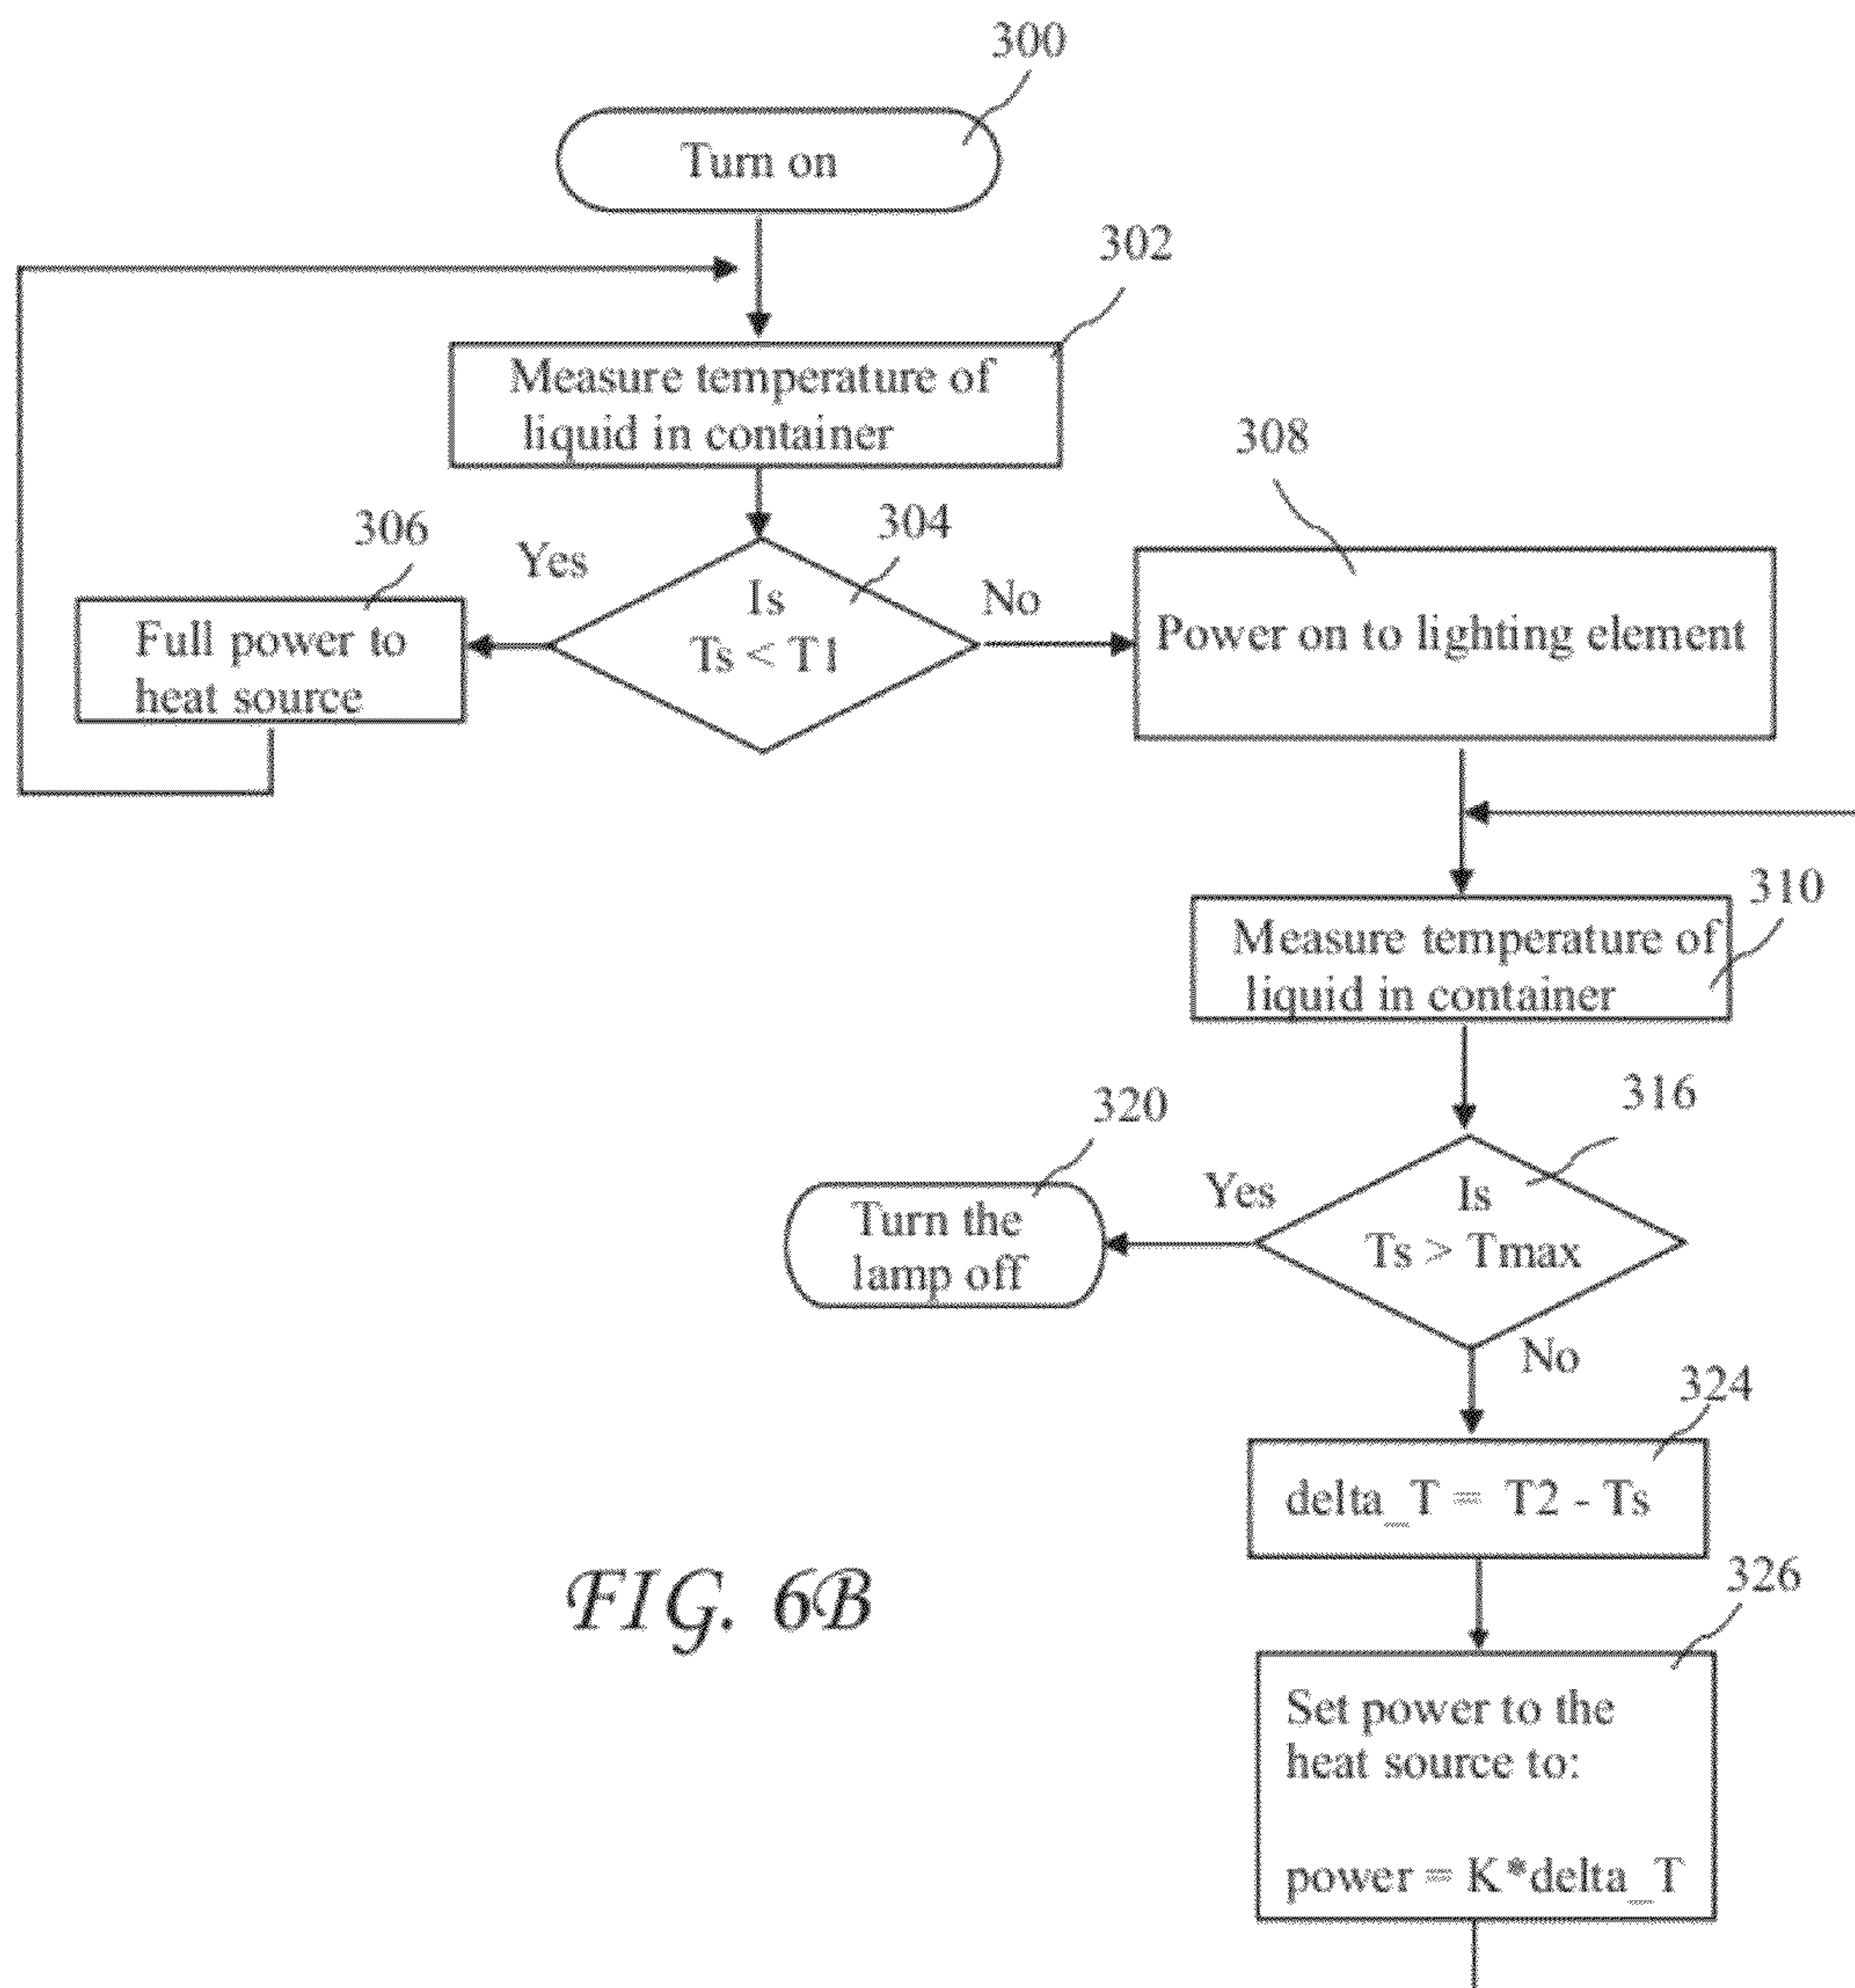 300
Turn on
302
Measure temperature of
liquid in container
308
306
Yes
304
Is
Ts < T1
No
Full power to
heat source
Power on to lighting element
310
Measure temperature of
liquid in container
316
320
Yes
Is
Ts > Tmax
Turn the
lamp off
No
324
delta_T = T2 - Ts
326
FIG. 6B
Set power to the
heat source to:
power = K*delta_T